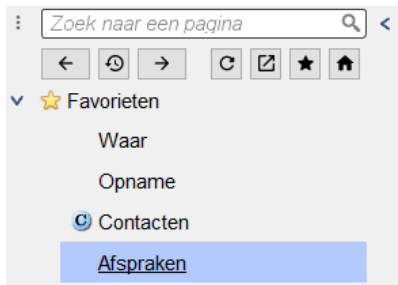 Zoek naar een pagina
Favorieten
Waar
Opname
C Contacten
Afspraken